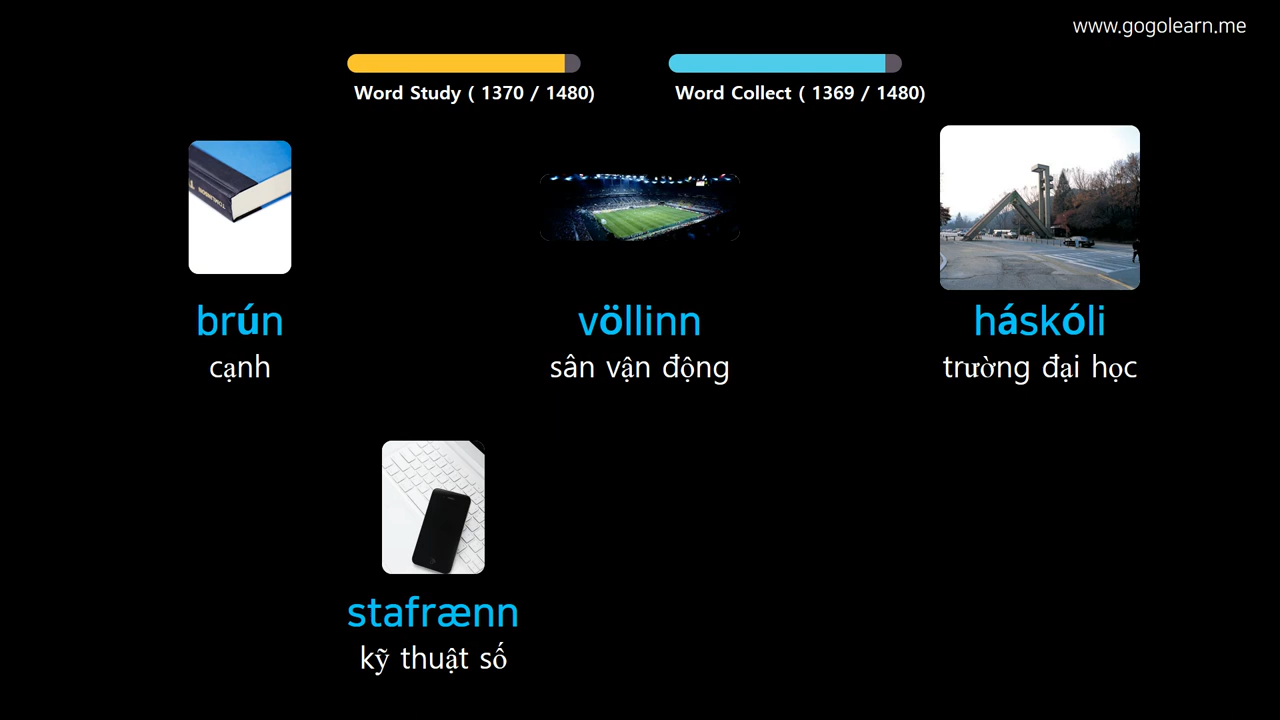 www.gogolearn.me
Word Study ( 1370 / 1480)
Word Collect ( 1369 / 1480)
TOMLINSON
brún
cạnh
völlinn
sân vận động
háskóli
trường đại học
stafrænn
kỹ thuật số